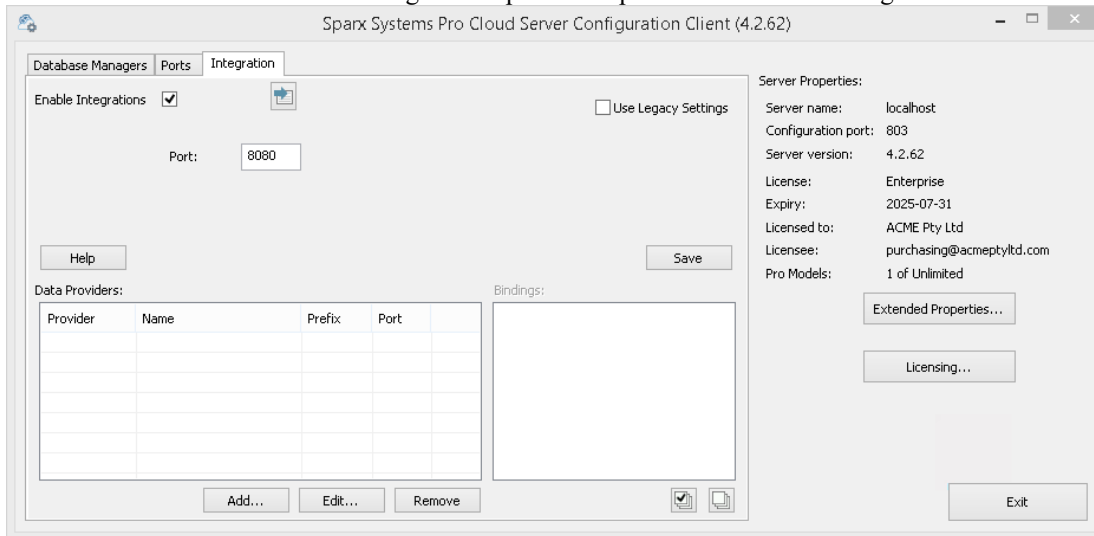 Sparx Systems Pro Cloud Server Configuration Client (4.2.62)
Database Managers Ports Integration
Enable Integrations
Use Legacy Settings
Port: 8080
Help
Save
Data Providers:
Bindings:
Provider Name Prefix Port
Add... Edit... Remove
Server Properties:
Server name: localhost
Configuration port: 803
Server version: 4.2.62
License: Enterprise
Expiry: 2025-07-31
Licensed to: ACME Pty Ltd
Licensee: purchasing@acmeptyltd.com
Pro Models: 1 of Unlimited
Extended Properties...
Licensing...
Exit